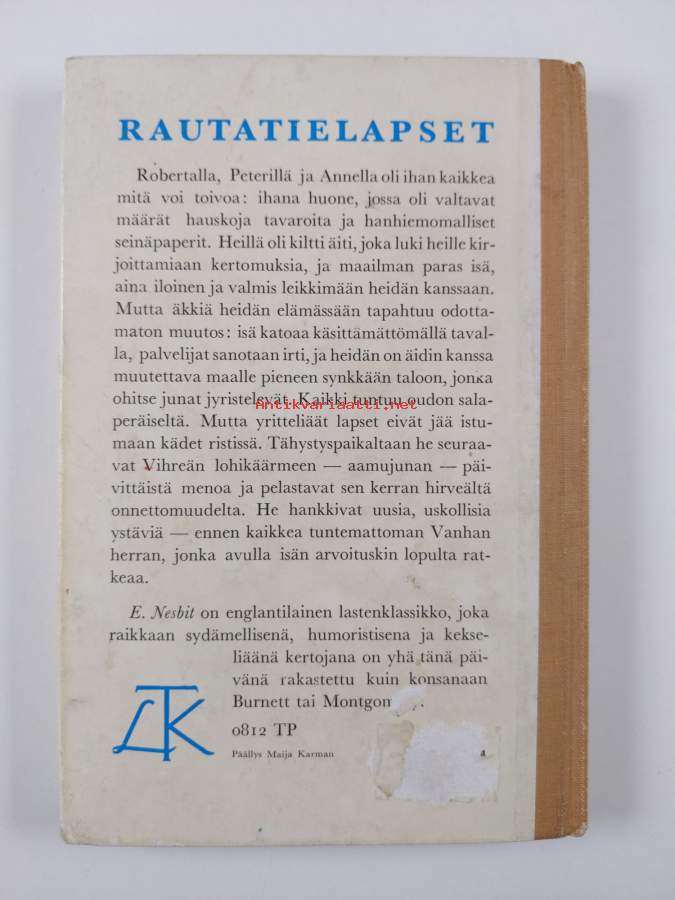 RAUTATIELAPSET
Robertalla, Peterillä ja Annella oli ihan kaikkea
mitä voi toivoa: ihana huone, jossa oli valtavat
määrät hauskoja tavaroita ja hanhiemomalliset
seinäpaperit. Heillä oli kiltti äiti, joka luki heille kir-
joittamiaan kertomuksia, ja maailman paras isä,
aina iloinen ja valmis leikkimään heidän kanssaan.
Mutta äkkiä heidän elämässään tapahtuu odotta-
maton muutos: isä katoaa käsittämättömällä taval-
la, palvelijat sanotaan irti, ja heidän on äidin kanssa
muutettava maalle pieneen synkkään taloon, jonka
ohitse junat jyristelevät. Kaikki tuntuu oudon sala-
Antikvariaatti.net
peräiseltä. Mutta yritteliäät lapset eivät jää istu-
maan kädet ristissä. Tähystyspaikaltaan he seuraa-
vat Vihreän lohikäärmeen — aamujunan — päi-
vittäistä menoa ja pelastavat sen kerran hirveältä
onnettomuudelta. He hankkivat uusia, uskollisia
ystäviä — ennen kaikkea tuntemattoman Vanhan
herran, jonka avulla isän arvoituskin lopulta rat-
keaa.
E. Nesbit on englantilainen lastenklassikko, joka
raikkaan sydämellisenä, humoristisena ja kekse-
liäänä kertojana on yhä tänä päi-
vänä rakastettu kuin konsanaan
Burnett tai
LTK
0812 TP
Päällys Maija Karman
4